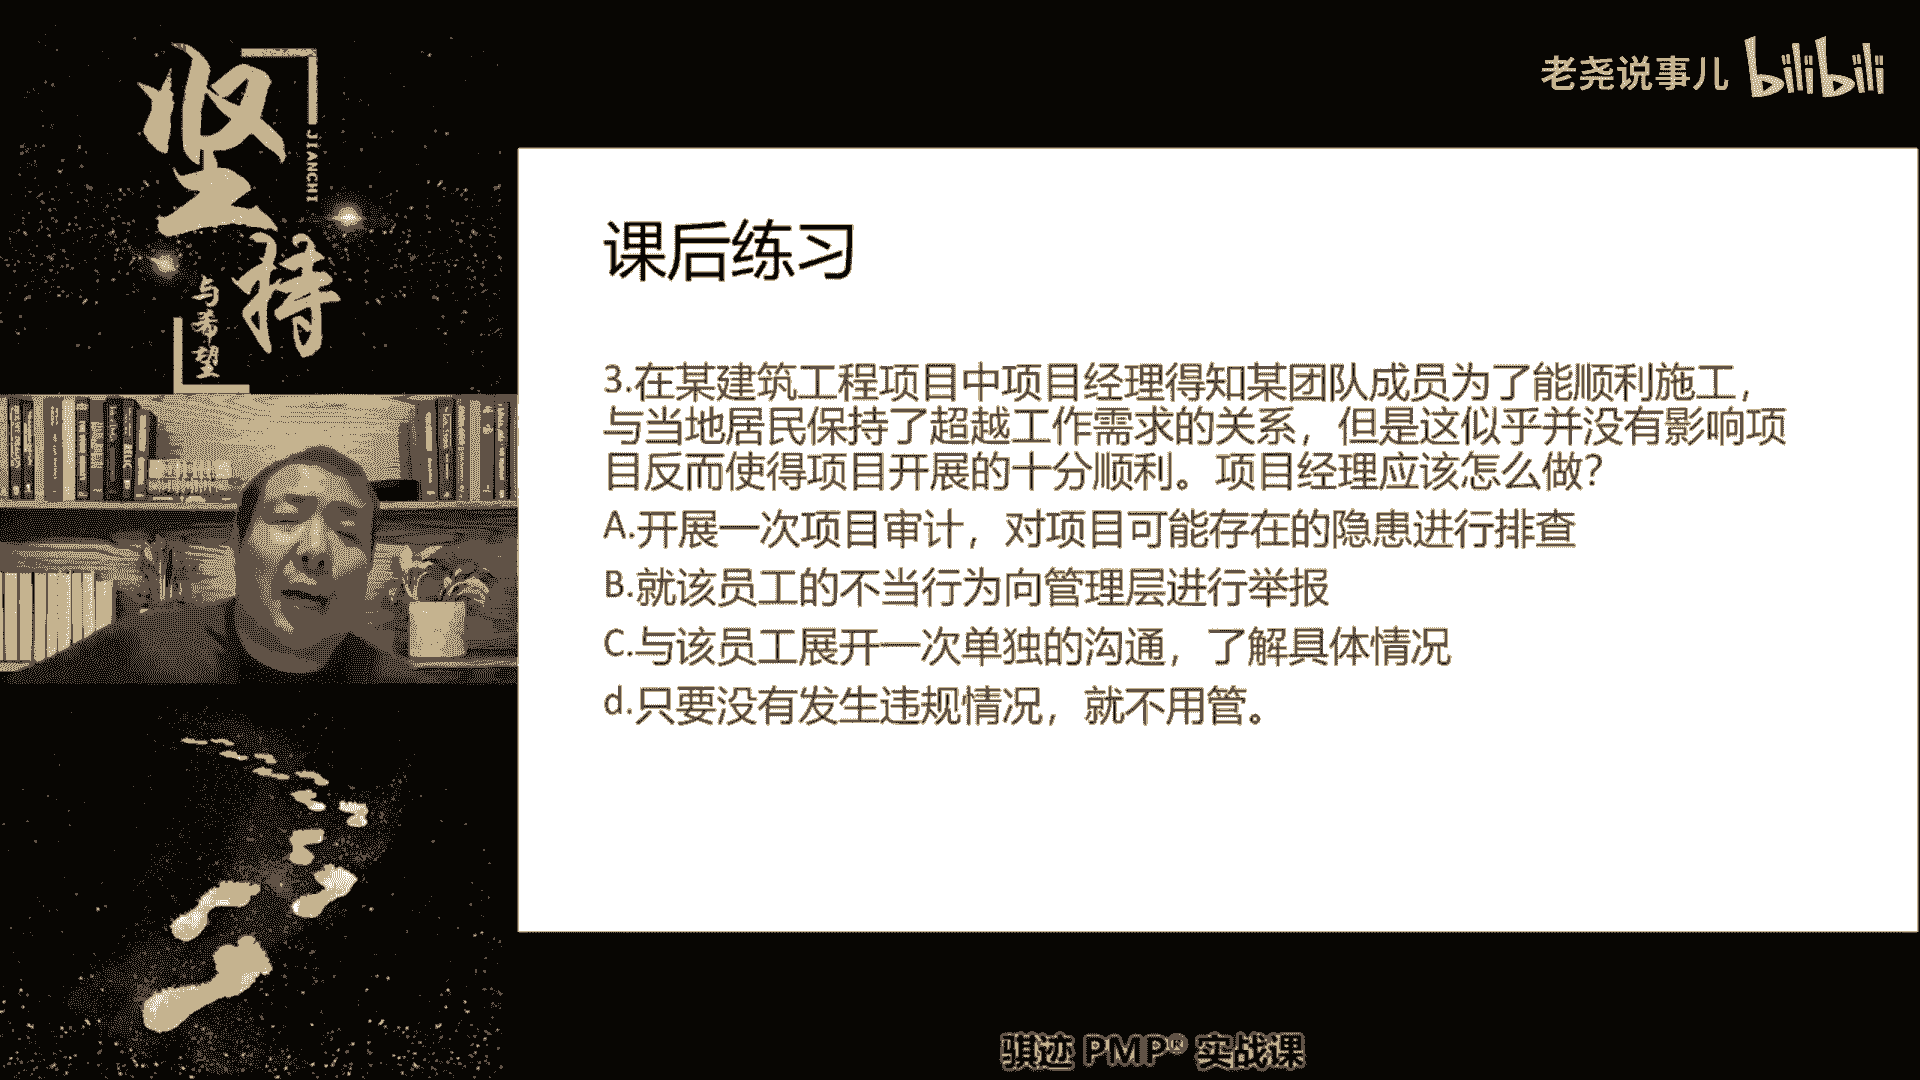 坚持
JIANCHI
与希望
老尧说事儿 bilibili
课后练习
3.在某建筑工程项目中项目经理得知某团队成员为了能顺利施工，
与当地居民保持了超越工作需求的关系，但是这似乎并没有影响项
目反而使得项目开展的十分顺利。项目经理应该怎么做？
A.开展一次项目审计，对项目可能存在的隐患进行排查
B.就该员工的不当行为向管理层进行举报
C.与该员工展开一次单独的沟通，了解具体情况
d.只要没有发生违规情况，就不用管。
骐迹 PMP® 实战课